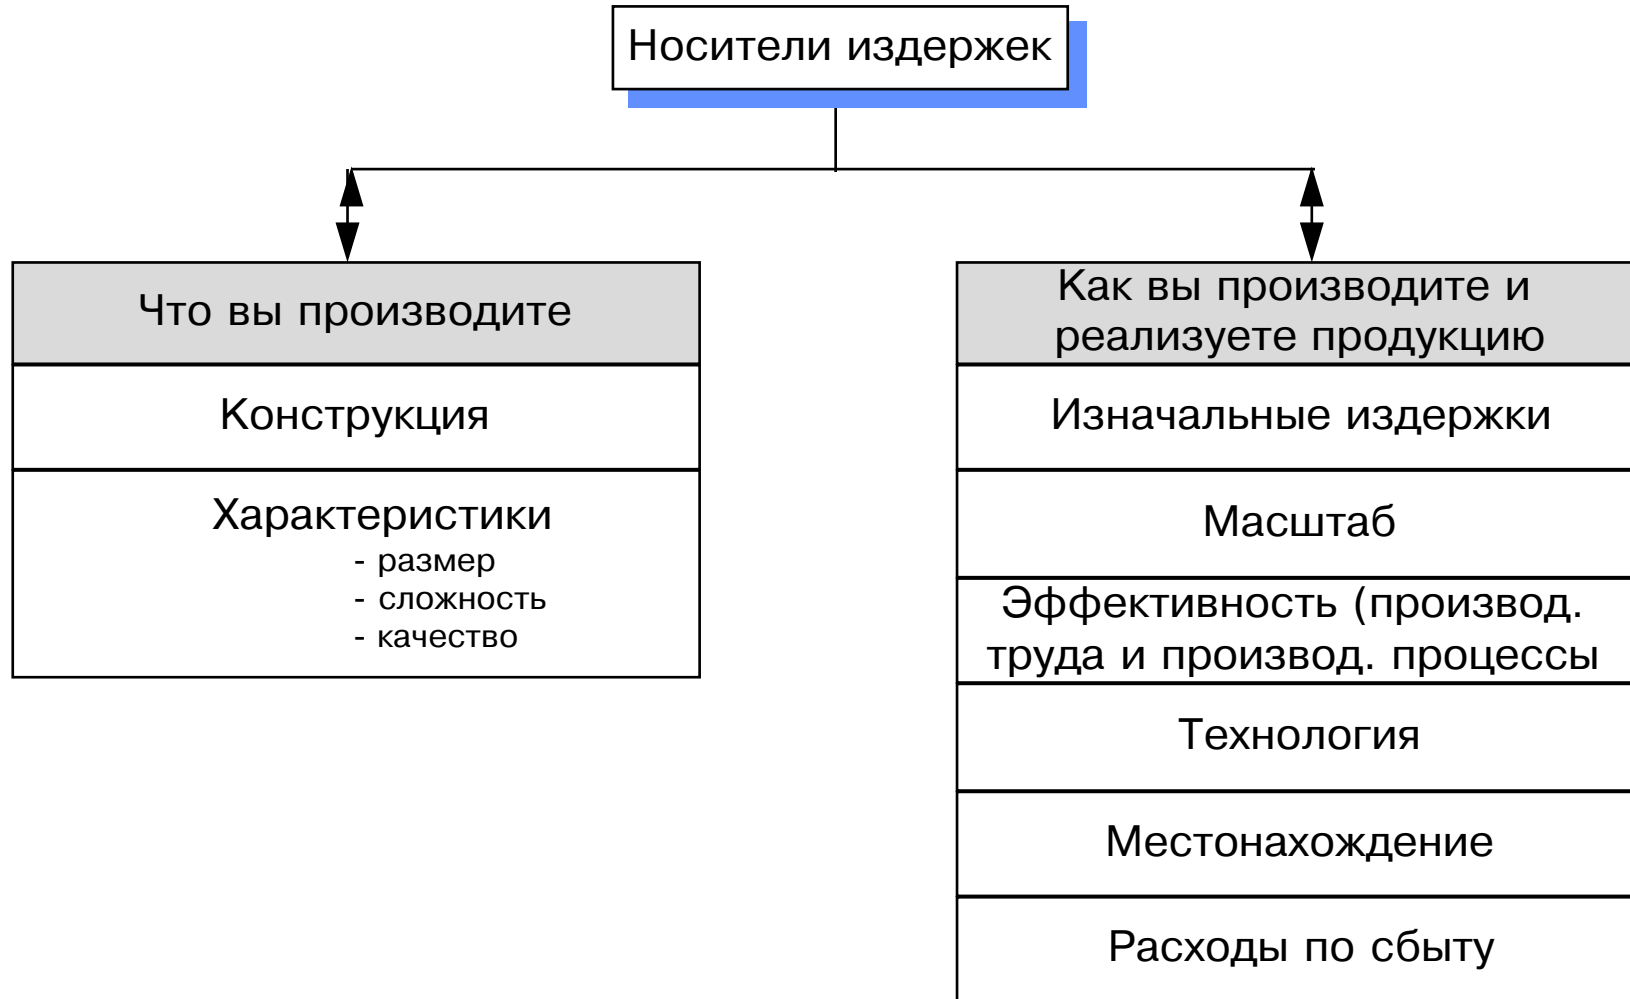 Носители издержек
Что вы производите
Конструкция
Характеристики
- размер
- сложность
- качество
Как вы производите и
реализуете продукцию
Изначальные издержки
Масштаб
Эффективность (производ.
труда и производ. процессы
Технология
Местонахождение
Расходы по сбыту